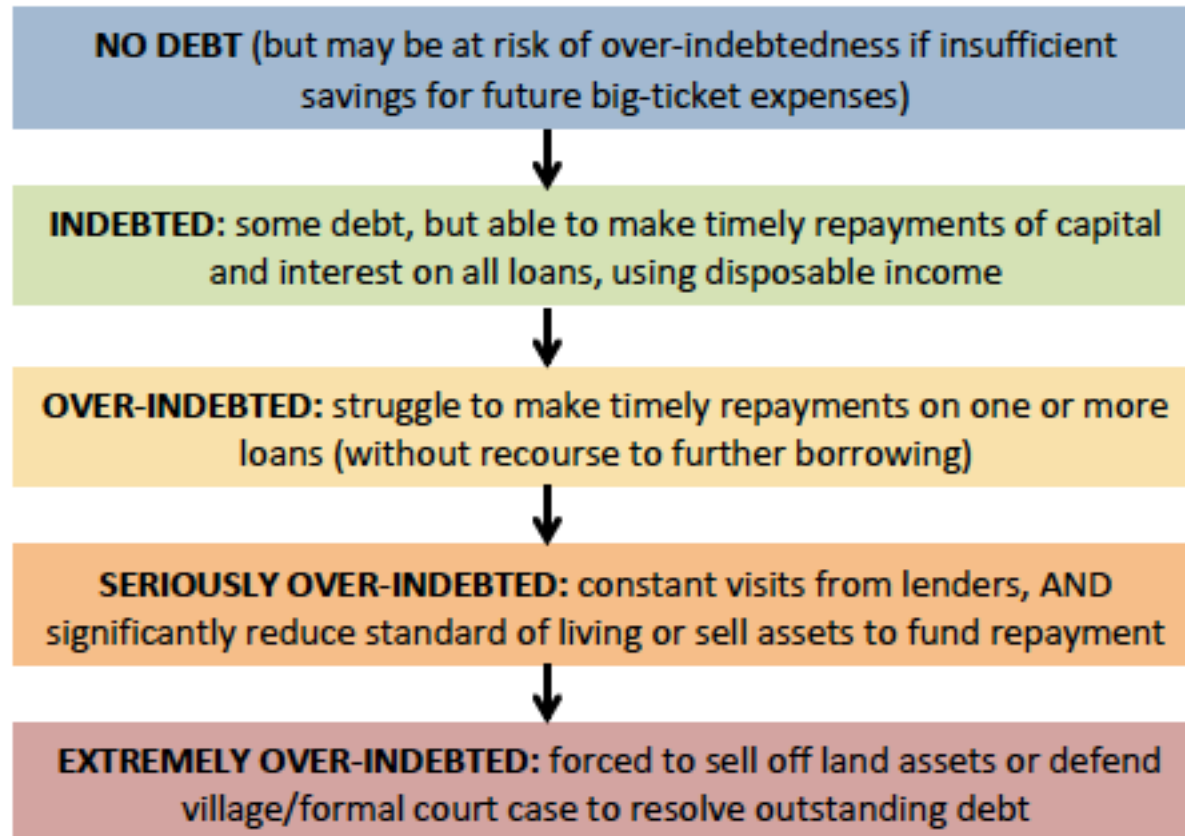 NO DEBT (but may be at risk of over-indebtedness if insufficient
savings for future big-ticket expenses)
INDEBTED: some debt, but able to make timely repayments of capital
and interest on all loans, using disposable income
OVER-INDEBTED: struggle to make timely repayments on one or more
loans (without recourse to further borrowing)
SERIOUSLY OVER-INDEBTED: constant visits from lenders, AND
significantly reduce standard of living or sell assets to fund repayment
EXTREMELY OVER-INDEBTED: forced to sell off land assets or defend
village/formal court case to resolve outstanding debt